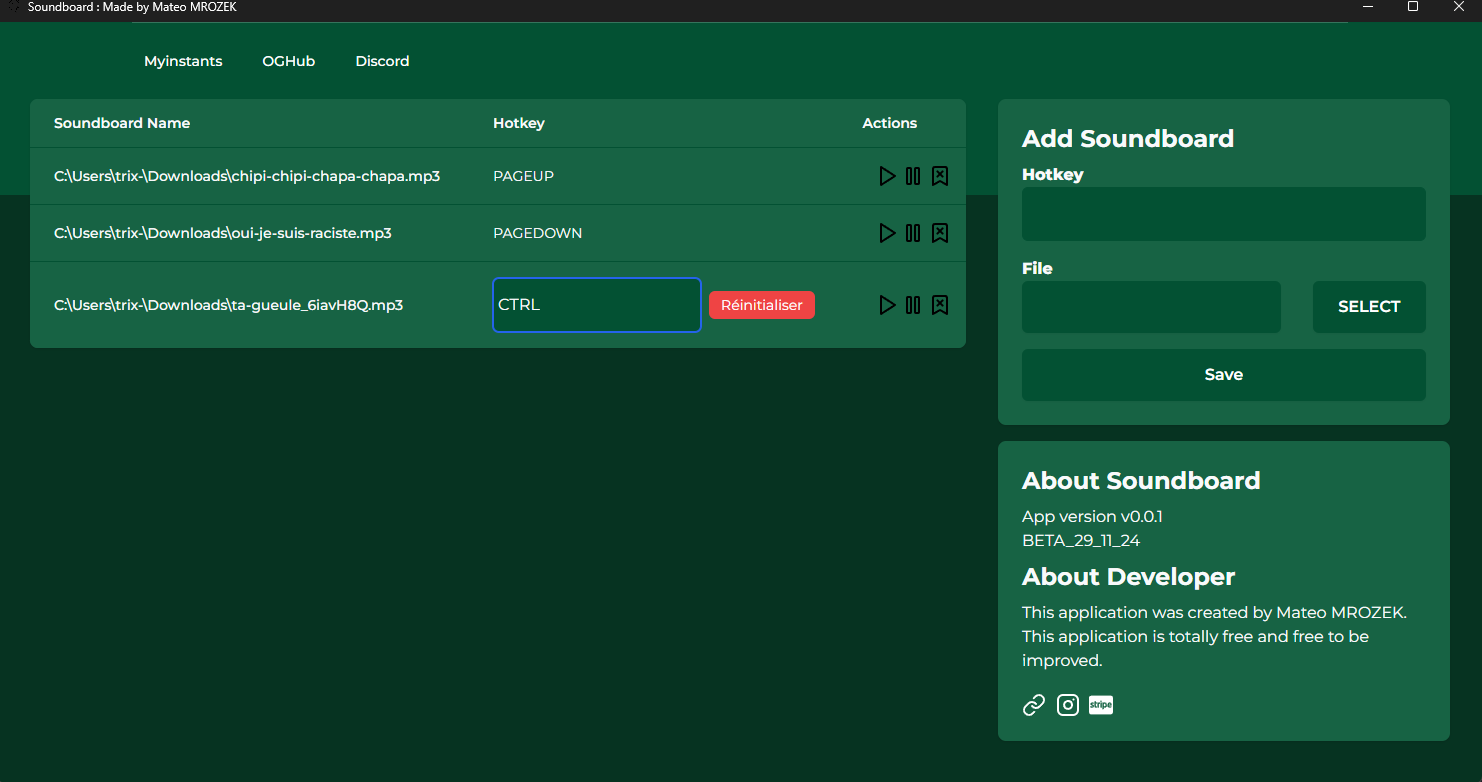 Soundboard : Made by Mateo MROZEK
Myinstants OGHub Discord
Soundboard Name Hotkey Actions
C:\Users\trix-\Downloads\chipi-chipi-chapa-chapa.mp3 PAGEUP
C:\Users\trix-\Downloads\oui-je-suis-raciste.mp3 PAGEDOWN
C:\Users\trix-\Downloads\ta-gueule_6iavH8Q.mp3 CTRL Réinitialiser
Add Soundboard
Hotkey
File
SELECT
Save
About Soundboard
App version v0.0.1
BETA_29_11_24
About Developer
This application was created by Mateo MROZEK.
This application is totally free and free to be
improved.
stripe